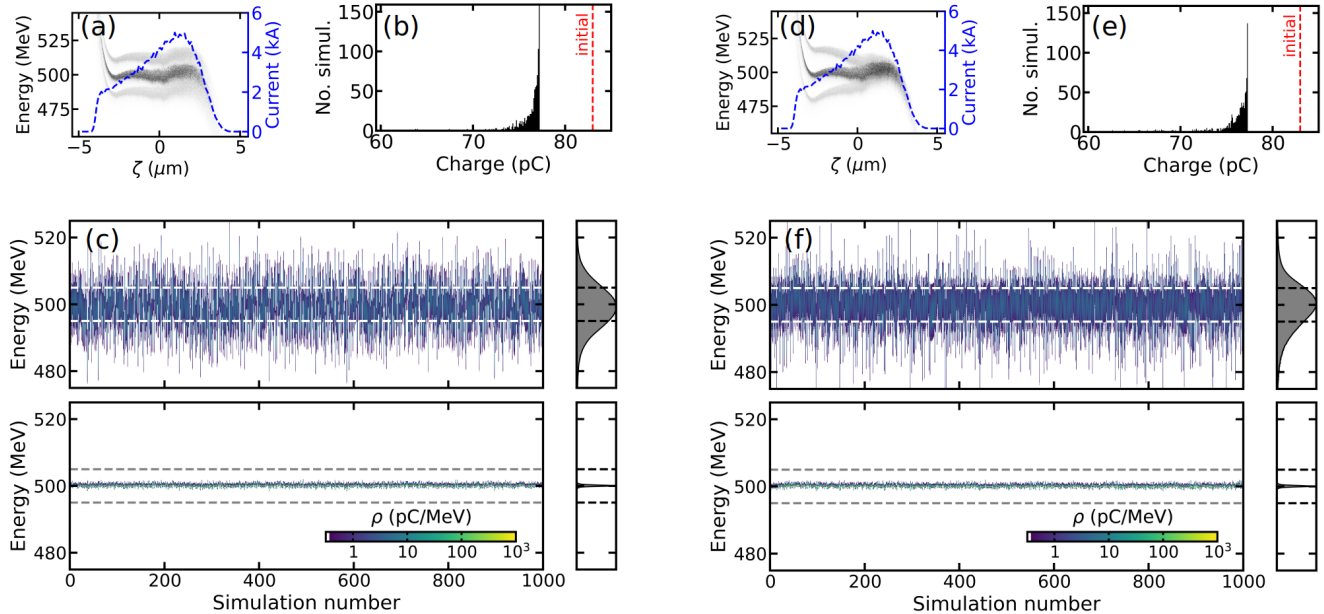 (a)
Energy (MeV)
525
500
475
−5
0
5
ζ (μm)
6
4
2
0
Current (kA)
(b)
No. simul.
150
100
50
0
60
70
80
Charge (pC)
initial
(c)
Energy (MeV)
520
500
480
Energy (MeV)
520
500
480
ρ (pC/MeV)
1
10
100
10³
0
200
400
600
800
1000
Simulation number
(d)
Energy (MeV)
525
500
475
−5
0
5
ζ (μm)
6
4
2
0
Current (kA)
(e)
No. simul.
150
100
50
0
60
70
80
Charge (pC)
initial
(f)
Energy (MeV)
520
500
480
Energy (MeV)
520
500
480
ρ (pC/MeV)
1
10
100
10³
0
200
400
600
800
1000
Simulation number